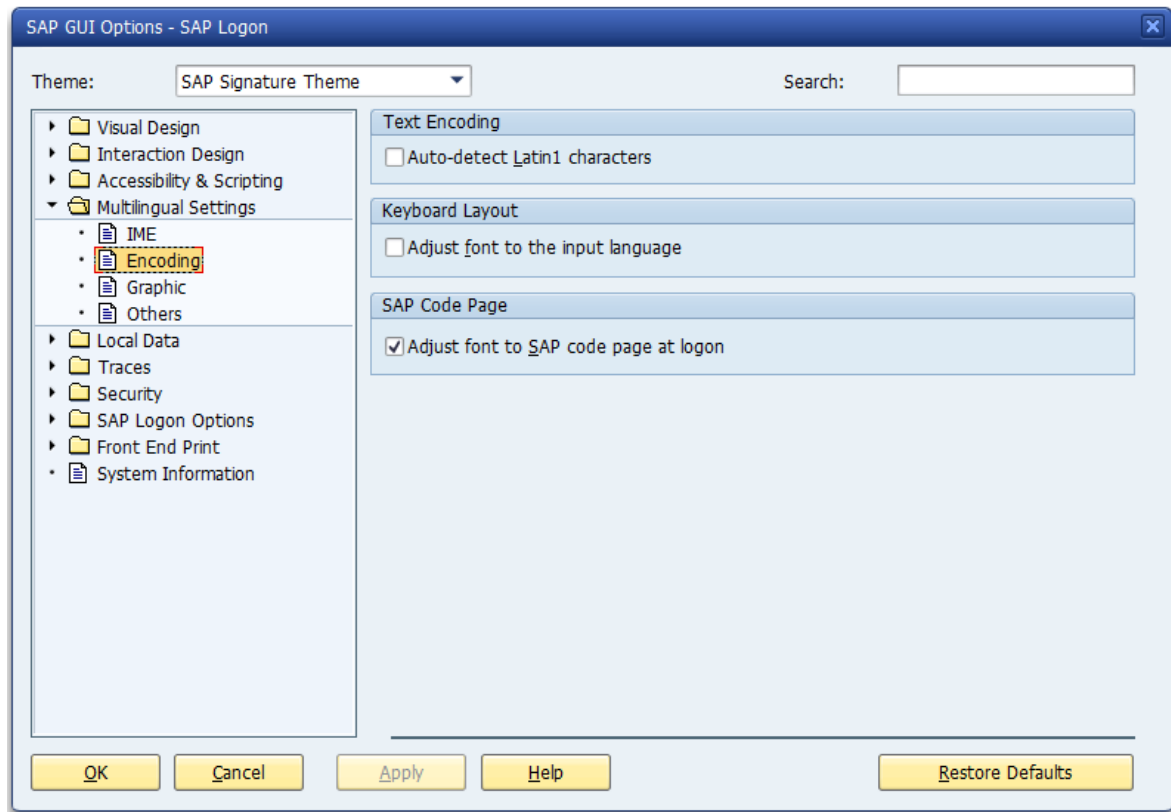 SAP GUI Options - SAP Logon
Theme: SAP Signature Theme Search:
Visual Design
Interaction Design
Accessibility & Scripting
Multilingual Settings
IME
Encoding
Graphic
Others
Local Data
Traces
Security
SAP Logon Options
Front End Print
System Information
Text Encoding
Auto-detect Latin1 characters
Keyboard Layout
Adjust font to the input language
SAP Code Page
Adjust font to SAP code page at logon
OK Cancel Apply Help Restore Defaults